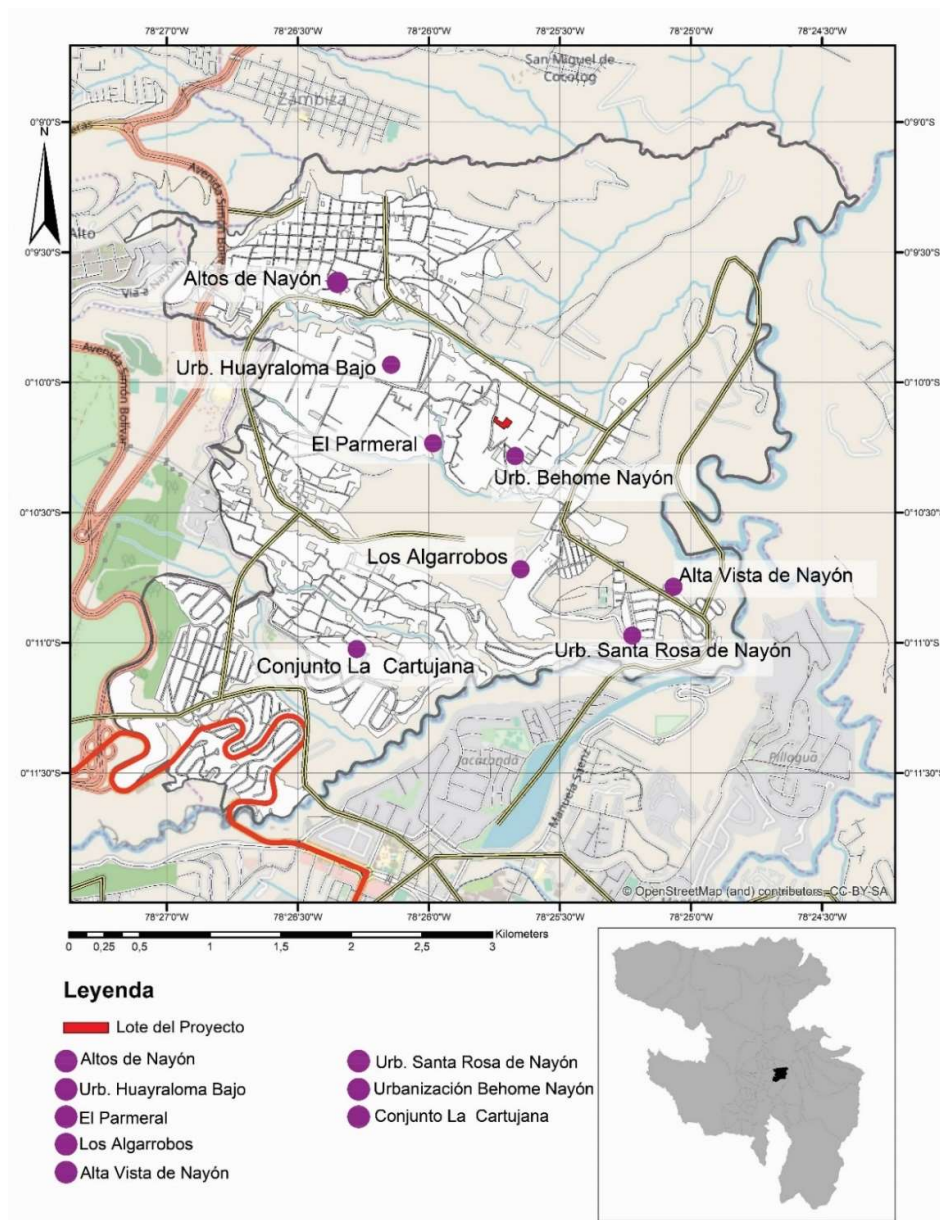 78°27'0"W 78°26'30"W 78°26'0"W 78°25'30"W 78°25'0"W 78°24'30"W
San Miguel de
Cocotog
Zámbiza
0°9'0"S 0°9'0"S
N
Avenida Simón Bolívar
Alto
Vía a Nayón
0°9'30"S 0°9'30"S
Altos de Nayón
Avenida Simón Bolívar
Urb. Huayraloma Bajo
0°10'0"S 0°10'0"S
El Parmeral
Urb. Behome Nayón
0°10'30"S 0°10'30"S
Los Algarrobos
Alta Vista de Nayón
0°11'0"S 0°11'0"S
Urb. Santa Rosa de Nayón
Conjunto La Cartujana
Jacaranda
Pillagua
Manuela Saenz
0°11'30"S 0°11'30"S
© OpenStreetMap (and) contributors, CC-BY-SA
78°27'0"W 78°26'30"W 78°26'0"W 78°25'30"W 78°25'0"W 78°24'30"W
Kilometers
0 0,25 0,5 1 1,5 2 2,5 3
Leyenda
Lote del Proyecto
Altos de Nayón
Urb. Huayraloma Bajo
El Parmeral
Los Algarrobos
Alta Vista de Nayón
Urb. Santa Rosa de Nayón
Urbanización Behome Nayón
Conjunto La Cartujana